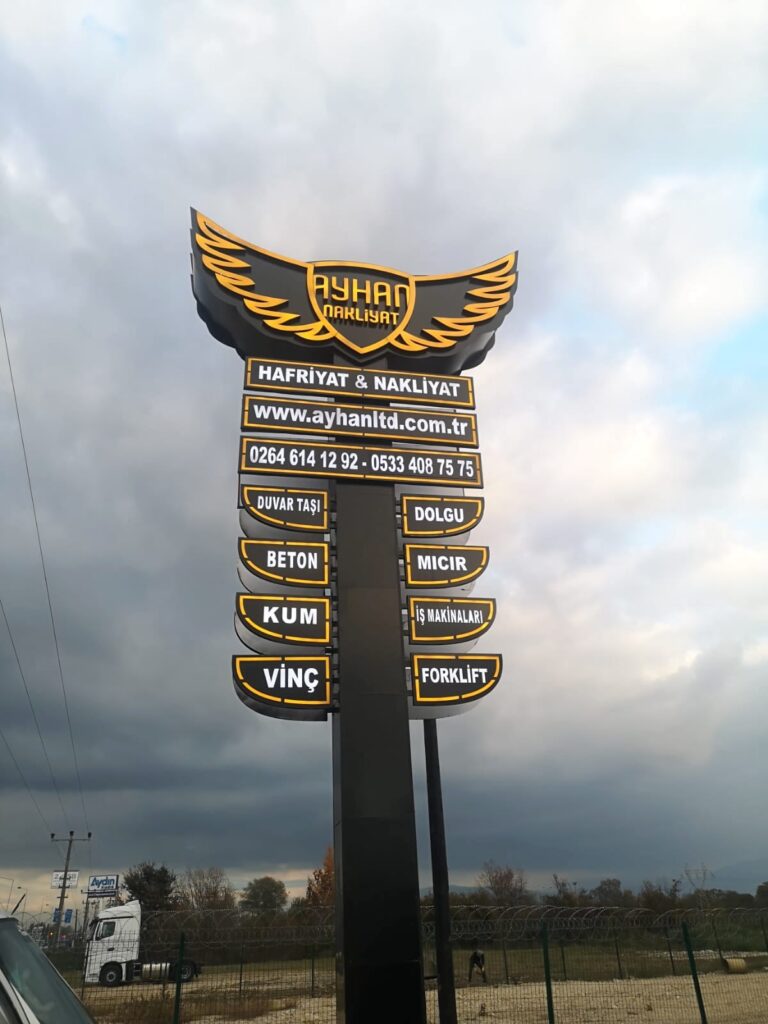 AYHAN
NAKLİYAT
HAFRİYAT & NAKLİYAT
www.ayhanltd.com.tr
0264 614 12 92 - 0533 408 75 75
DUVAR TAŞI
DOLGU
BETON
MICIR
KUM
İŞ MAKİNALARI
VİNÇ
FORKLİFT
Aydın